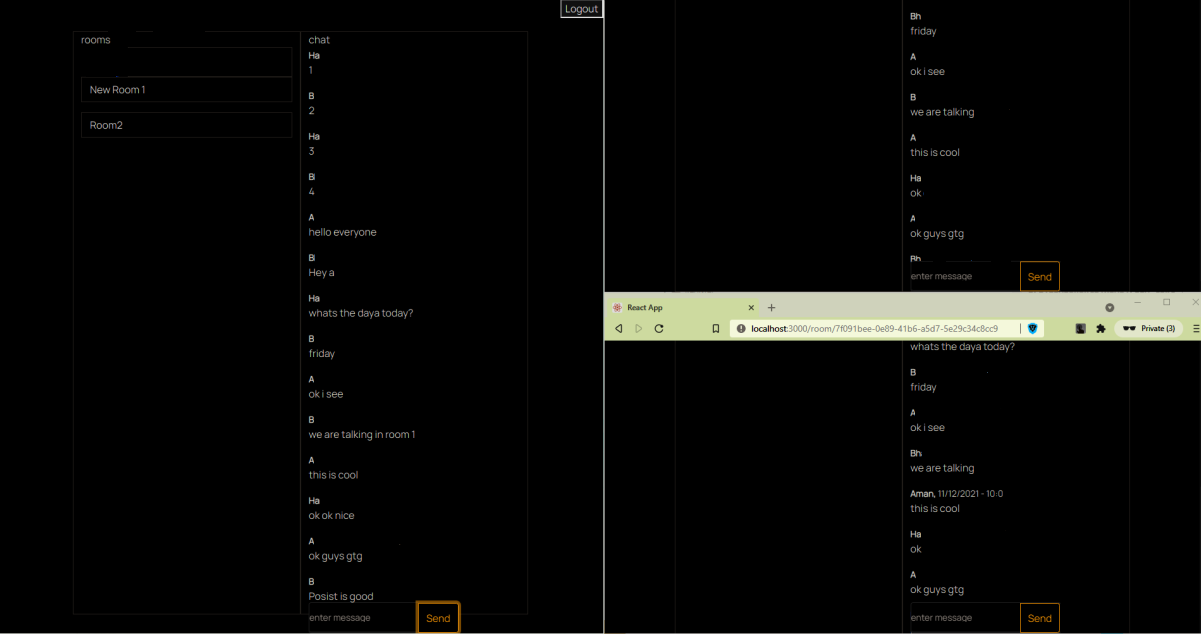 Logout
rooms
New Room 1
Room2
chat
Ha
1
B
2
Ha
3
Bi
4
A
hello everyone
Bi
Hey a
Ha
whats the daya today?
B
friday
A
ok i see
B
we are talking in room 1
A
this is cool
Ha
ok ok nice
A
ok guys gtg
B
Posist is good
enter message
Send
Bh
friday
A
ok i see
B
we are talking
A
this is cool
Ha
ok
A
ok guys gtg
Bh
enter message
Send
React App
localhost:3000/room/7f091bee-0e89-41b6-a5d7-5e29c34c8cc9
Private (3)
whats the daya today?
B
friday
A
ok i see
Bh
we are talking
Aman, 11/12/2021 - 10:0
this is cool
Ha
ok
A
ok guys gtg
enter message
Send